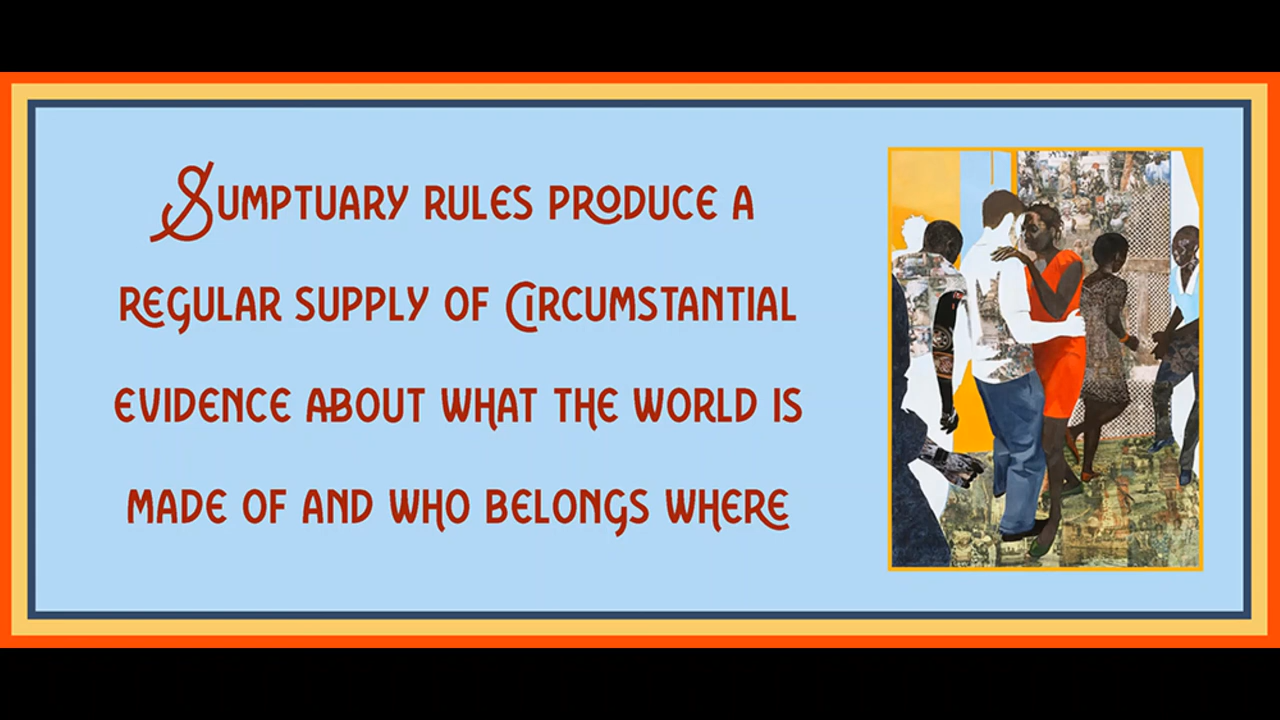 Sumptuary rules produce a
regular supply of Circumstantial
evidence about what the world is
made of and who belongs where